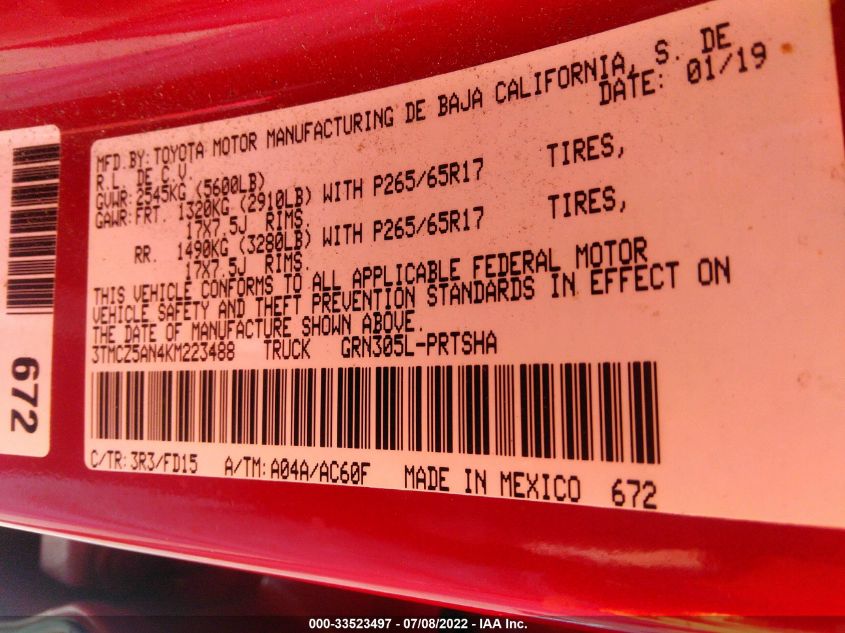 MFD.BY:TOYOTA MOTOR MANUFACTURING DE BAJA CALIFORNIA, S. DE
R.L. DE C.V. DATE: 01/19
GVWR:2545KG (5600LB)
GAWR:FRT. 1320KG (2910LB) WITH P265/65R17 TIRES,
17X7.5J RIMS,
RR. 1490KG (3280LB) WITH P265/65R17 TIRES,
17X7.5J RIMS.
THIS VEHICLE CONFORMS TO ALL APPLICABLE FEDERAL MOTOR
VEHICLE SAFETY AND THEFT PREVENTION STANDARDS IN EFFECT ON
THE DATE OF MANUFACTURE SHOWN ABOVE.
3TMCZ5AN4KM223488 TRUCK GRN305L-PRTSHA
C/TR:3R3/FD15 A/TM:A04A/AC60F MADE IN MEXICO 672
672
000-33523497 - 07/08/2022 - IAA Inc.